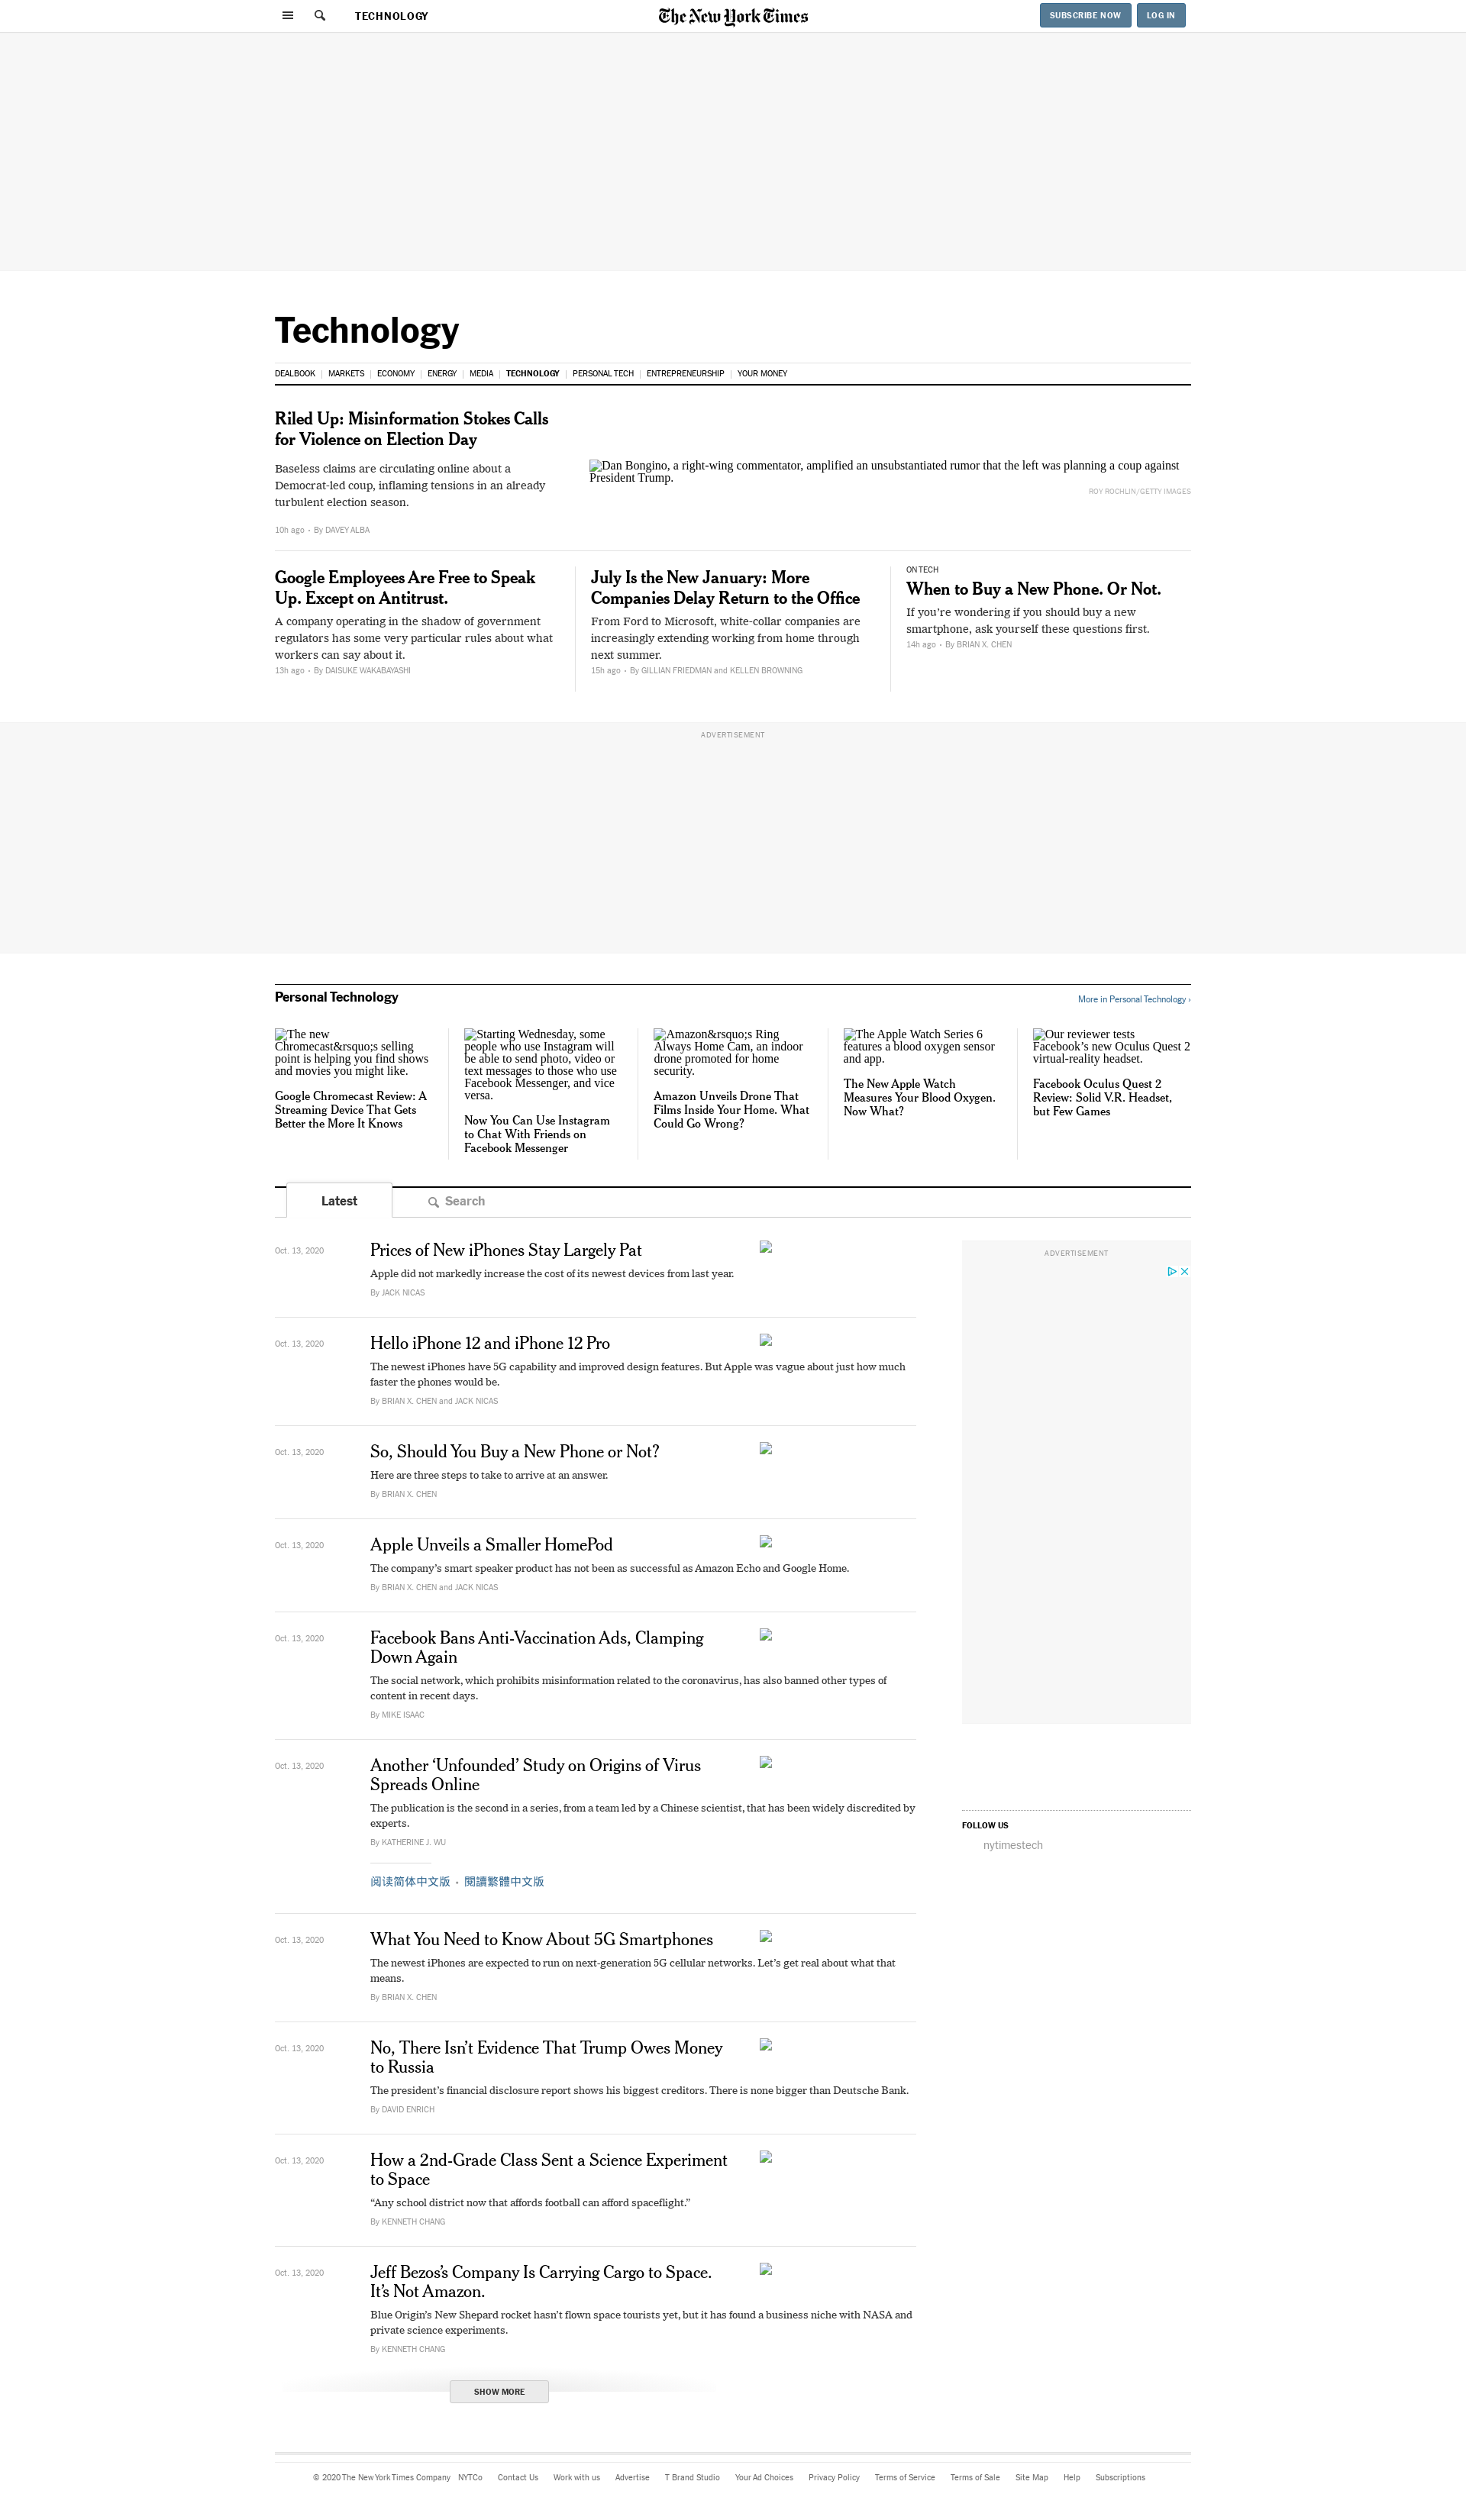 TECHNOLOGY
The New York Times
SUBSCRIBE NOW
LOG IN
Technology
DEALBOOK | MARKETS | ECONOMY | ENERGY | MEDIA | TECHNOLOGY | PERSONAL TECH | ENTREPRENEURSHIP | YOUR MONEY
Riled Up: Misinformation Stokes Calls
for Violence on Election Day
Baseless claims are circulating online about a
Democrat-led coup, inflaming tensions in an already
turbulent election season.
10h ago • By DAVEY ALBA
Dan Bongino, a right-wing commentator, amplified an unsubstantiated rumor that the left was planning a coup against
President Trump.
ROY ROCHLIN/GETTY IMAGES
Google Employees Are Free to Speak
Up. Except on Antitrust.
A company operating in the shadow of government
regulators has some very particular rules about what
workers can say about it.
13h ago • By DAISUKE WAKABAYASHI
July Is the New January: More
Companies Delay Return to the Office
From Ford to Microsoft, white-collar companies are
increasingly extending working from home through
next summer.
15h ago • By GILLIAN FRIEDMAN and KELLEN BROWNING
ON TECH
When to Buy a New Phone. Or Not.
If you’re wondering if you should buy a new
smartphone, ask yourself these questions first.
14h ago • By BRIAN X. CHEN
ADVERTISEMENT
Personal Technology
More in Personal Technology ›
The new
Chromecast&rsquo;s selling
point is helping you find shows
and movies you might like.
Google Chromecast Review: A
Streaming Device That Gets
Better the More It Knows
Starting Wednesday, some
people who use Instagram will
be able to send photo, video or
text messages to those who use
Facebook Messenger, and vice
versa.
Now You Can Use Instagram
to Chat With Friends on
Facebook Messenger
Amazon&rsquo;s Ring
Always Home Cam, an indoor
drone promoted for home
security.
Amazon Unveils Drone That
Films Inside Your Home. What
Could Go Wrong?
The Apple Watch Series 6
features a blood oxygen sensor
and app.
The New Apple Watch
Measures Your Blood Oxygen.
Now What?
Our reviewer tests
Facebook’s new Oculus Quest 2
virtual-reality headset.
Facebook Oculus Quest 2
Review: Solid V.R. Headset,
but Few Games
Latest
Search
Oct. 13, 2020
Prices of New iPhones Stay Largely Pat
Apple did not markedly increase the cost of its newest devices from last year.
By JACK NICAS
Oct. 13, 2020
Hello iPhone 12 and iPhone 12 Pro
The newest iPhones have 5G capability and improved design features. But Apple was vague about just how much
faster the phones would be.
By BRIAN X. CHEN and JACK NICAS
Oct. 13, 2020
So, Should You Buy a New Phone or Not?
Here are three steps to take to arrive at an answer.
By BRIAN X. CHEN
Oct. 13, 2020
Apple Unveils a Smaller HomePod
The company’s smart speaker product has not been as successful as Amazon Echo and Google Home.
By BRIAN X. CHEN and JACK NICAS
Oct. 13, 2020
Facebook Bans Anti-Vaccination Ads, Clamping
Down Again
The social network, which prohibits misinformation related to the coronavirus, has also banned other types of
content in recent days.
By MIKE ISAAC
Oct. 13, 2020
Another ‘Unfounded’ Study on Origins of Virus
Spreads Online
The publication is the second in a series, from a team led by a Chinese scientist, that has been widely discredited by
experts.
By KATHERINE J. WU
阅读简体中文版 • 閱讀繁體中文版
Oct. 13, 2020
What You Need to Know About 5G Smartphones
The newest iPhones are expected to run on next-generation 5G cellular networks. Let’s get real about what that
means.
By BRIAN X. CHEN
Oct. 13, 2020
No, There Isn’t Evidence That Trump Owes Money
to Russia
The president’s financial disclosure report shows his biggest creditors. There is none bigger than Deutsche Bank.
By DAVID ENRICH
Oct. 13, 2020
How a 2nd-Grade Class Sent a Science Experiment
to Space
“Any school district now that affords football can afford spaceflight.”
By KENNETH CHANG
Oct. 13, 2020
Jeff Bezos’s Company Is Carrying Cargo to Space.
It’s Not Amazon.
Blue Origin’s New Shepard rocket hasn’t flown space tourists yet, but it has found a business niche with NASA and
private science experiments.
By KENNETH CHANG
SHOW MORE
ADVERTISEMENT
FOLLOW US
nytimestech
© 2020 The New York Times Company NYTCo Contact Us Work with us Advertise T Brand Studio Your Ad Choices Privacy Policy Terms of Service Terms of Sale Site Map Help Subscriptions